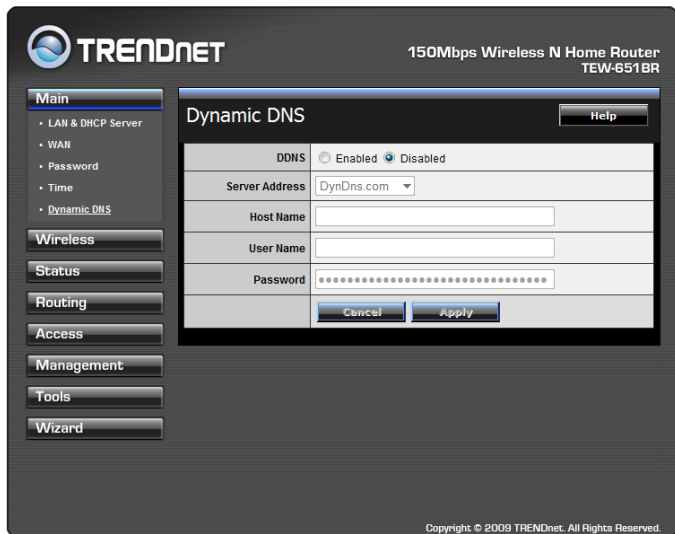 TRENDNET
150Mbps Wireless N Home Router
TEW-651BR
Main
• LAN & DHCP Server
• WAN
• Password
• Time
• Dynamic DNS
Wireless
Status
Routing
Access
Management
Tools
Wizard
Dynamic DNS
Help
DDNS Enabled Disabled
Server Address DynDns.com
Host Name
User Name
Password ••••••••••••••••••••••••••••••••
Cancel Apply
Copyright © 2009 TRENDnet. All Rights Reserved.